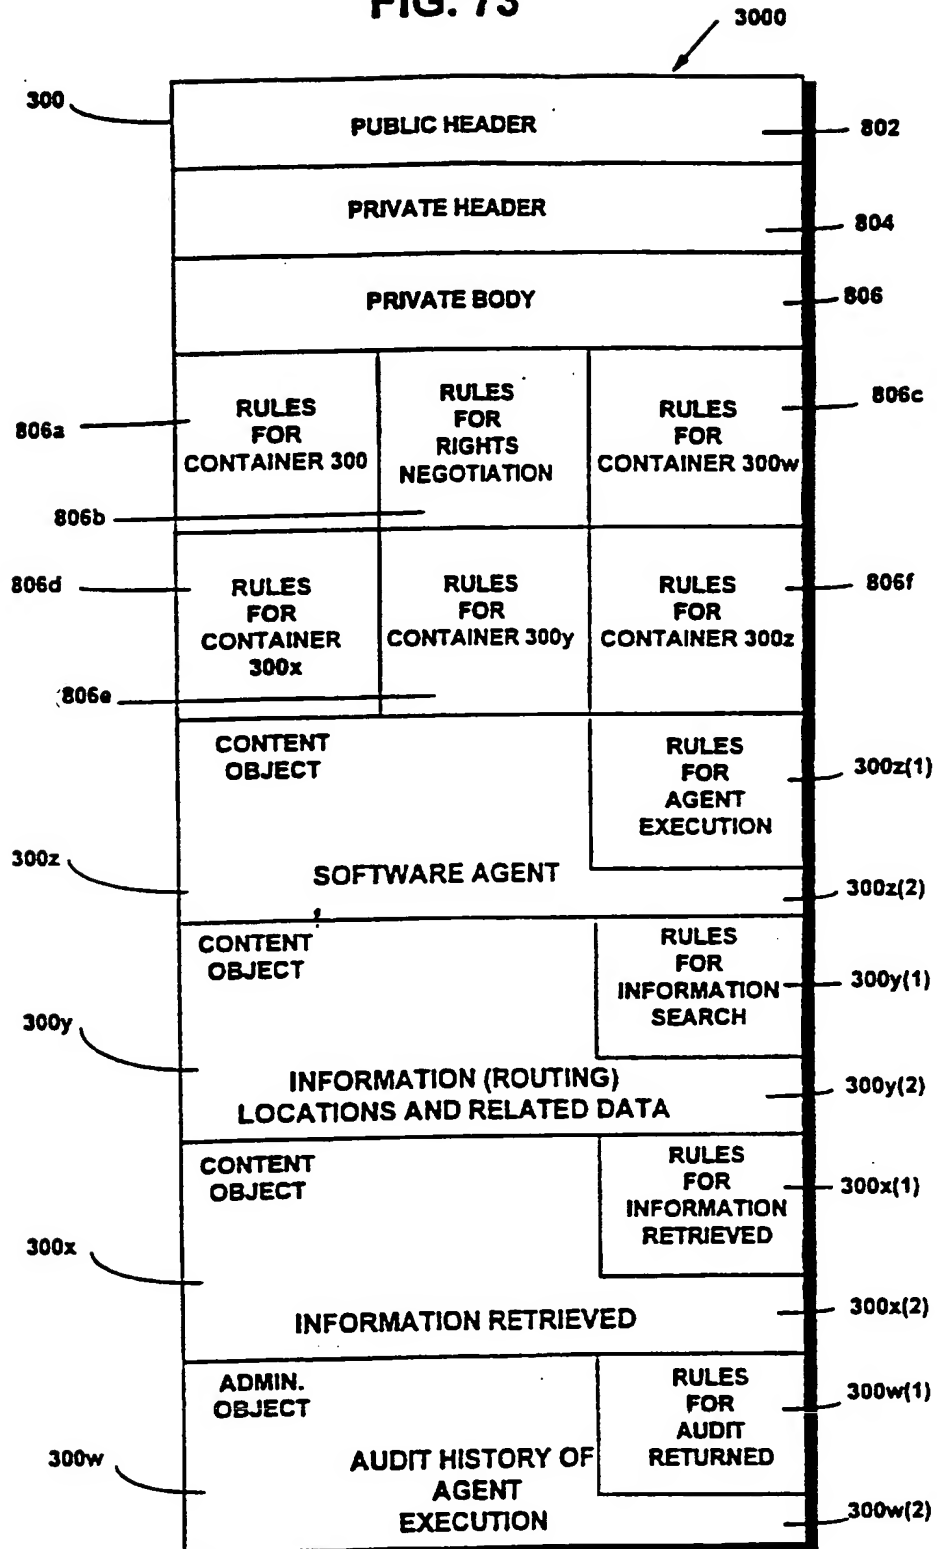 FIG. 73
3000
300
PUBLIC HEADER
802
PRIVATE HEADER
804
PRIVATE BODY
806
806a
RULES
FOR
CONTAINER 300
806b
RULES
FOR
RIGHTS
NEGOTIATION
RULES
FOR
CONTAINER 300w
806c
806d
RULES
FOR
CONTAINER
300x
806e
RULES
FOR
CONTAINER 300y
RULES
FOR
CONTAINER 300z
806f
CONTENT
OBJECT
RULES
FOR
AGENT
EXECUTION
300z(1)
300z
SOFTWARE AGENT
300z(2)
CONTENT
OBJECT
RULES
FOR
INFORMATION
SEARCH
300y(1)
300y
INFORMATION (ROUTING)
LOCATIONS AND RELATED DATA
300y(2)
CONTENT
OBJECT
RULES
FOR
INFORMATION
RETRIEVED
300x(1)
300x
INFORMATION RETRIEVED
300x(2)
ADMIN.
OBJECT
RULES
FOR
AUDIT
RETURNED
300w(1)
300w
AUDIT HISTORY OF
AGENT
EXECUTION
300w(2)